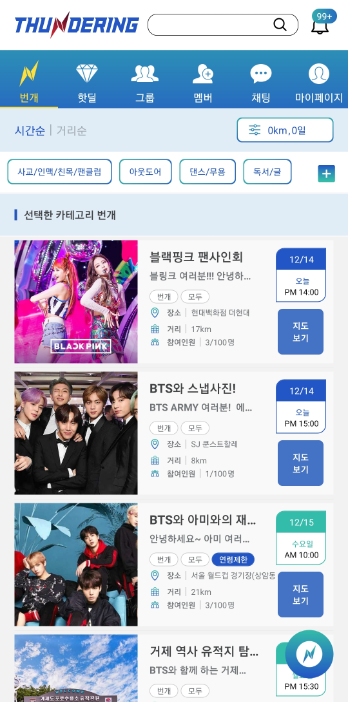 THUNDERING
99+
번개
핫딜
그룹
멤버
채팅
마이페이지
시간순 | 거리순
0km,0일
사교/인맥/친목/팬클럽
아웃도어
댄스/무용
독서/글
선택한 카테고리 번개
블랙핑크 팬사인회
블링크 여러분!!! 안녕하...
번개 모두
장소 | 현대백화점 더현대
거리 | 17km
참여인원 | 3/100명
12/14
오늘
PM 14:00
지도
보기
BLACKPINK
BTS와 스냅사진!
BTS ARMY 여러분! 에...
번개 모두
장소 | SJ 쿤스트할레
거리 | 8km
참여인원 | 1/100명
12/14
오늘
PM 15:00
지도
보기
BTS와 아미와의 재...
안녕하세요~ 아미 여러...
번개 모두 연령제한
장소 | 서울 월드컵 경기장(상암동
거리 | 21km
참여인원 | 3/100명
12/15
수요일
AM 10:00
지도
보기
거제 역사 유적지 탐...
BTS와 함께 하는 거제...
번개 모두
PM 15:30